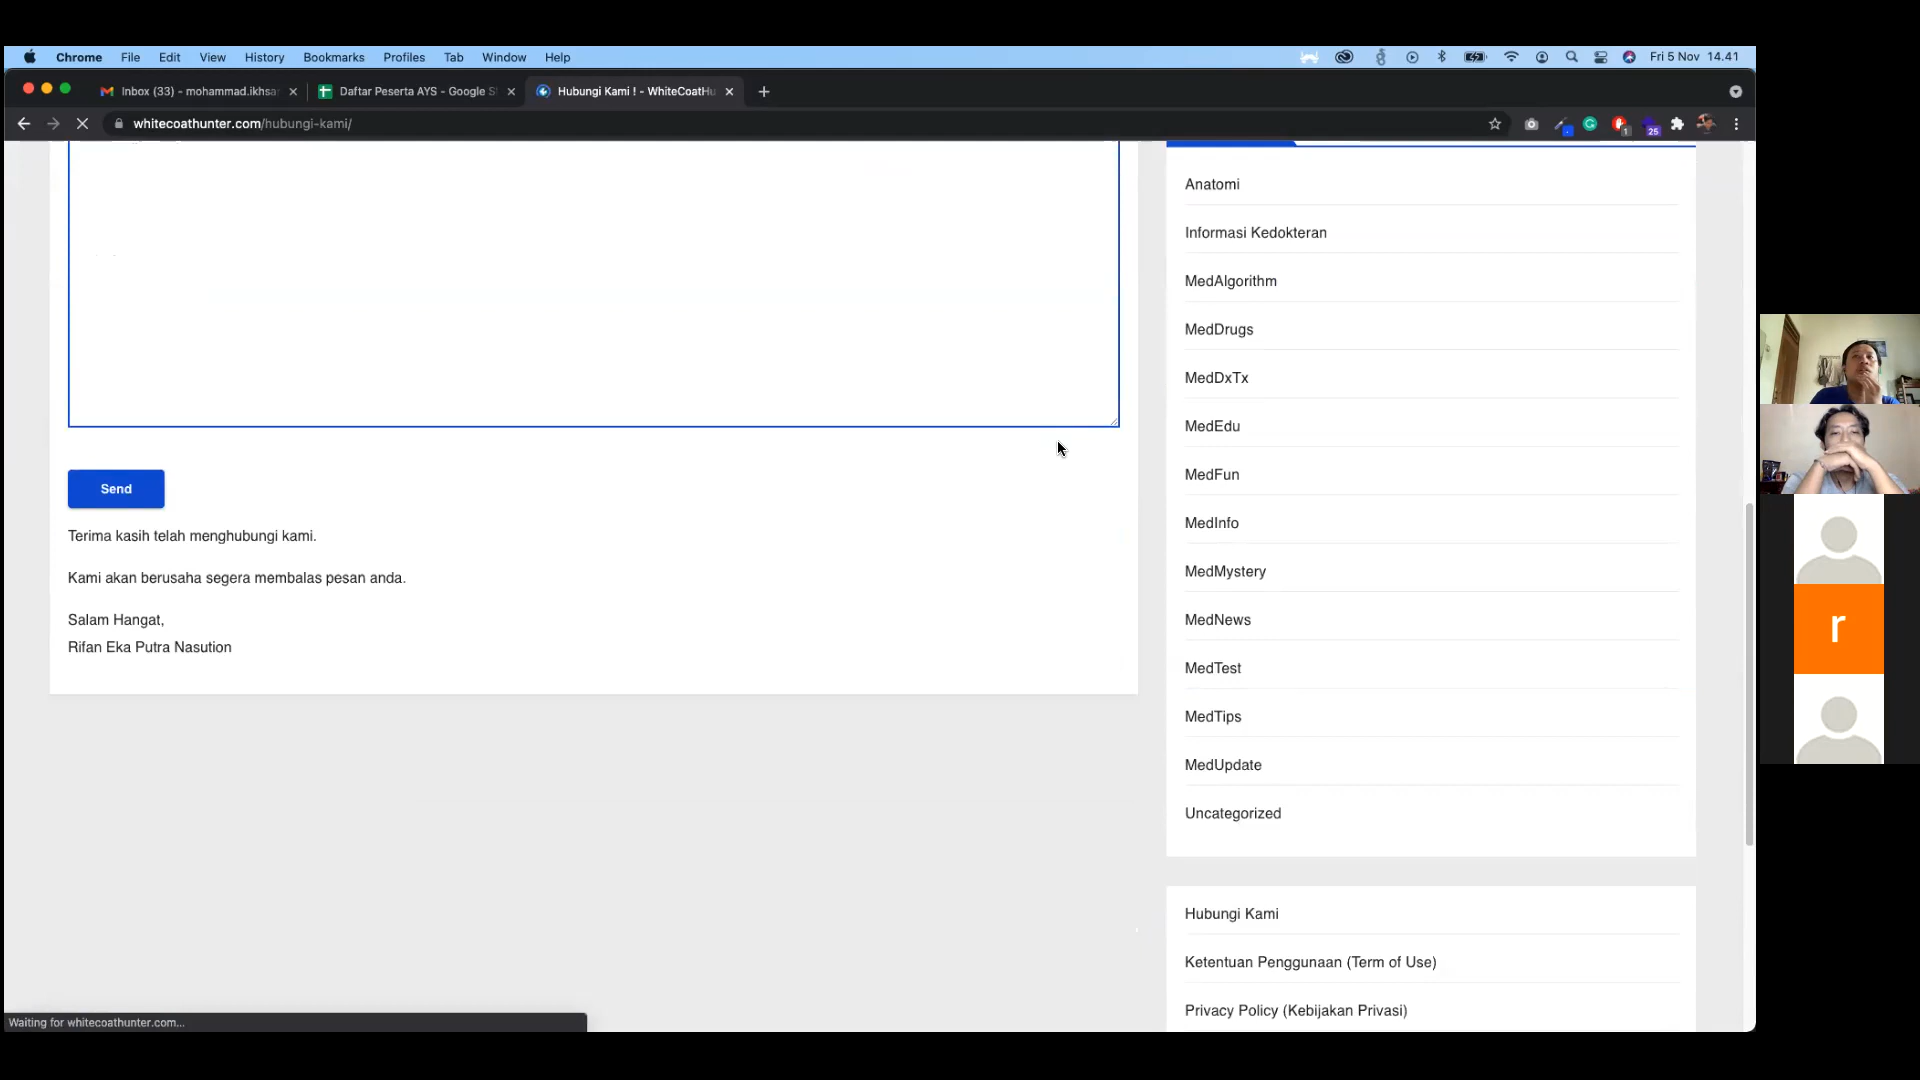 Chrome File Edit View History Bookmarks Profiles Tab Window Help Fri 5 Nov 14.41
Inbox (33) - mohammad.ikhsa Daftar Peserta AYS - Google S Hubungi Kami ! - WhiteCoatHu
whitecoathunter.com/hubungi-kami/ 1 25
Anatomi
Informasi Kedokteran
MedAlgorithm
MedDrugs
MedDxTx
MedEdu
MedFun
MedInfo
MedMystery
MedNews
MedTest
MedTips
MedUpdate
Uncategorized
Send
Terima kasih telah menghubungi kami.
Kami akan berusaha segera membalas pesan anda.
Salam Hangat,
Rifan Eka Putra Nasution
Hubungi Kami
Ketentuan Penggunaan (Term of Use)
Privacy Policy (Kebijakan Privasi)
Waiting for whitecoathunter.com...
r